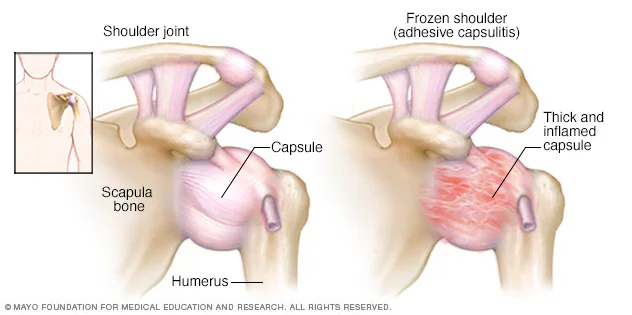 Shoulder joint
Frozen shoulder
(adhesive capsulitis)
Capsule
Thick and
inflamed
capsule
Scapula
bone
Humerus
© MAYO FOUNDATION FOR MEDICAL EDUCATION AND RESEARCH. ALL RIGHTS RESERVED.